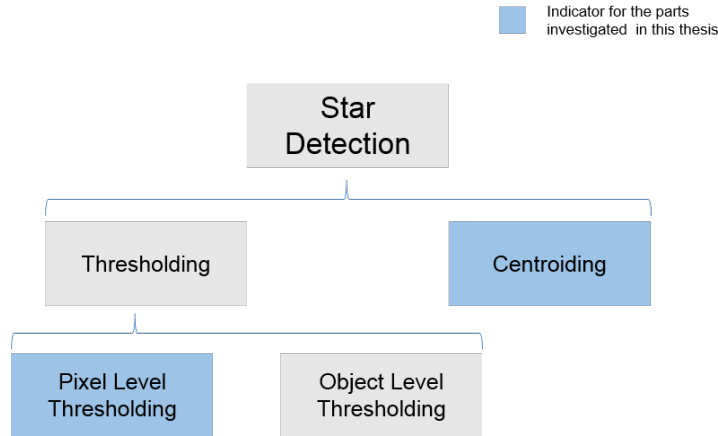 Indicator for the parts
investigated in this thesis
Star
Detection
Thresholding
Centroiding
Pixel Level
Thresholding
Object Level
Thresholding